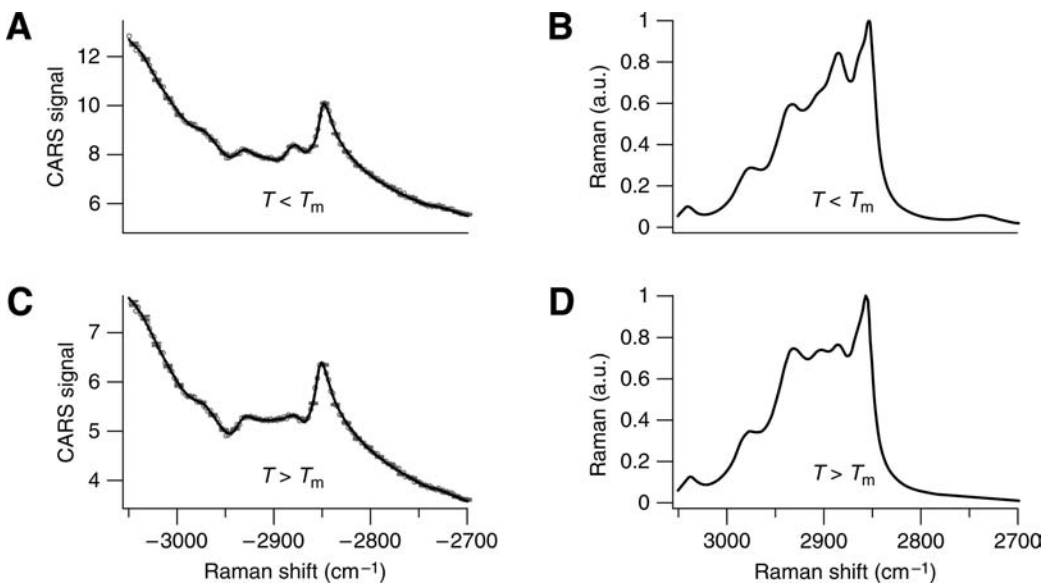 A
CARS signal
12
10
8
6
T < Tm
B
Raman (a.u.)
1
0.8
0.6
0.4
0.2
0
T < Tm
C
CARS signal
7
6
5
4
T > Tm
−3000 −2900 −2800 −2700
Raman shift (cm⁻¹)
D
Raman (a.u.)
1
0.8
0.6
0.4
0.2
0
T > Tm
3000 2900 2800 2700
Raman shift (cm⁻¹)